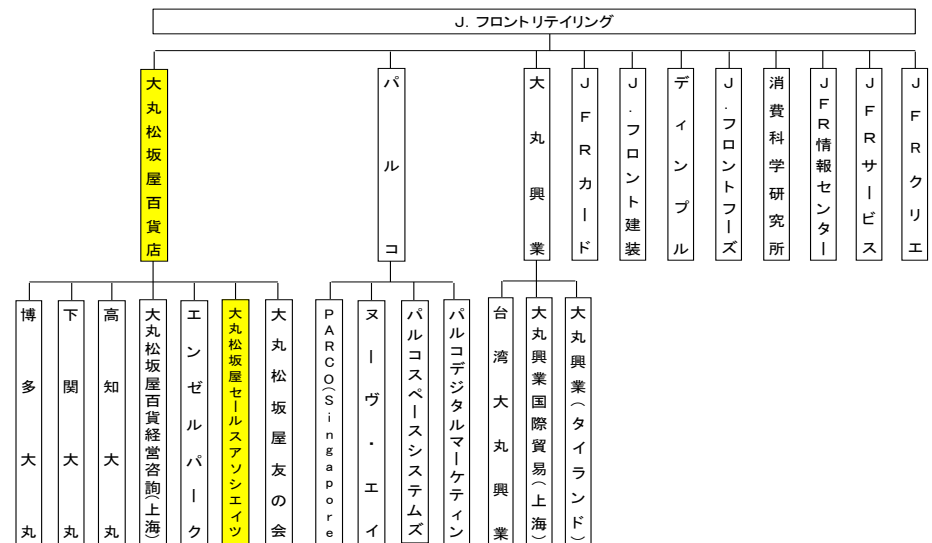 Ｊ．フロントリテイリング
大丸松坂屋百貨店
パルコ
大丸興業
ＪＦＲカード
Ｊ．フロント建装
ディンプル
Ｊ．フロントフーズ
消費科学研究所
ＪＦＲ情報センター
ＪＦＲサービス
ＪＦＲクリエ
博多大丸
下関大丸
高知大丸
大丸松坂屋百貨経営咨詢（上海）
エンゼルパーク
大丸松坂屋セールスアソシエイツ
大丸松坂屋友の会
ＰＡＲＣＯ（Ｓｉｎｇａｐｏｒｅ
ヌーヴ・エイ
パルコスペースシステムズ
パルコデジタルマーケティン
台湾大丸興業
大丸興業国際貿易（上海）
大丸興業（タイランド）